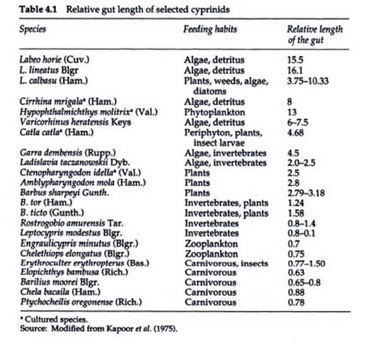 Table 4.1 Relative gut length of selected cyprinids
Species Feeding habits Relative length
of the gut
Labeo horie (Cuv.) Algae, detritus 15.5
L. lineatus Blgr Algae, detritus 16.1
L. calbasu (Ham.) Plants, weeds, algae, 3.75-10.33
diatoms
Cirrhina mrigala* (Ham.) Algae, detritus 8
Hypophthalmichthys molitrix* (Val.) Phytoplankton 13
Varicorhinus heratensis Keys Algae, detritus 6-7.5
Catla catla* (Ham.) Periphyton, plants, 4.68
insect larvae
Garra dembensis (Rupp.) Algae, invertebrates 4.5
Ladislavia taczanowskii Dyb. Algae, invertebrates 2.0-2.5
Ctenopharyngodon idella* (Val.) Plants 2.5
Amblypharyngodon mola (Ham.) Plants 2.8
Barbus sharpeyi Gunth. Plants 2.79-3.18
B. tor (Ham.) Invertebrates, plants 1.24
B. ticto (Gunth.) Invertebrates, plants 1.58
Rostrogobio amurensis Tar. Invertebrates 0.8-1.4
Leptocypris modestus Blgr. Invertebrates 0.8-0.1
Engraulicypris minutus (Blgr.) Zooplankton 0.7
Chelethiops elongatus (Blgr.) Zooplankton 0.75
Erythroculter erythropterus (Bas.) Carnivorous, insects 0.77-1.50
Elopichthys bambusa (Rich.) Carnivorous 0.63
Barilius moorei Blgr. Carnivorous 0.65-0.8
Chela bacaila (Ham.) Carnivorous 0.88
Ptychocheilis oregonense (Rich.) Carnivorous 0.78
* Cultured species.
Source: Modified from Kapoor et al. (1975).